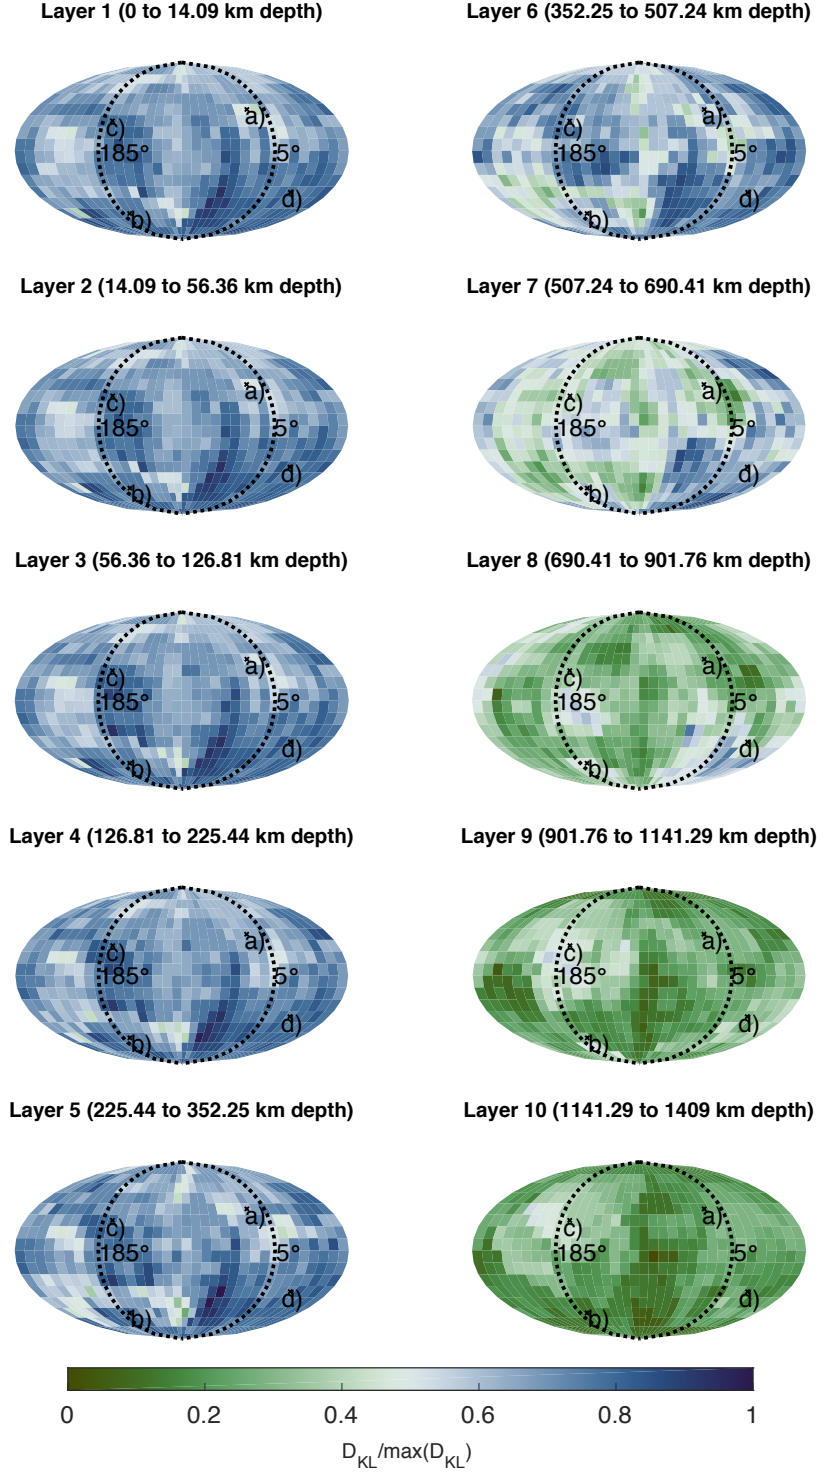 Layer 1 (0 to 14.09 km depth)
a)
c)
185°
5°
d)
b)
Layer 2 (14.09 to 56.36 km depth)
a)
c)
185°
5°
d)
b)
Layer 3 (56.36 to 126.81 km depth)
a)
c)
185°
5°
d)
b)
Layer 4 (126.81 to 225.44 km depth)
a)
c)
185°
5°
d)
b)
Layer 5 (225.44 to 352.25 km depth)
a)
c)
185°
5°
d)
b)
Layer 6 (352.25 to 507.24 km depth)
a)
c)
185°
5°
d)
b)
Layer 7 (507.24 to 690.41 km depth)
a)
c)
185°
5°
d)
b)
Layer 8 (690.41 to 901.76 km depth)
a)
c)
185°
5°
d)
b)
Layer 9 (901.76 to 1141.29 km depth)
a)
c)
185°
5°
d)
b)
Layer 10 (1141.29 to 1409 km depth)
a)
c)
185°
5°
d)
b)
0 0.2 0.4 0.6 0.8 1
D_KL/max(D_KL)